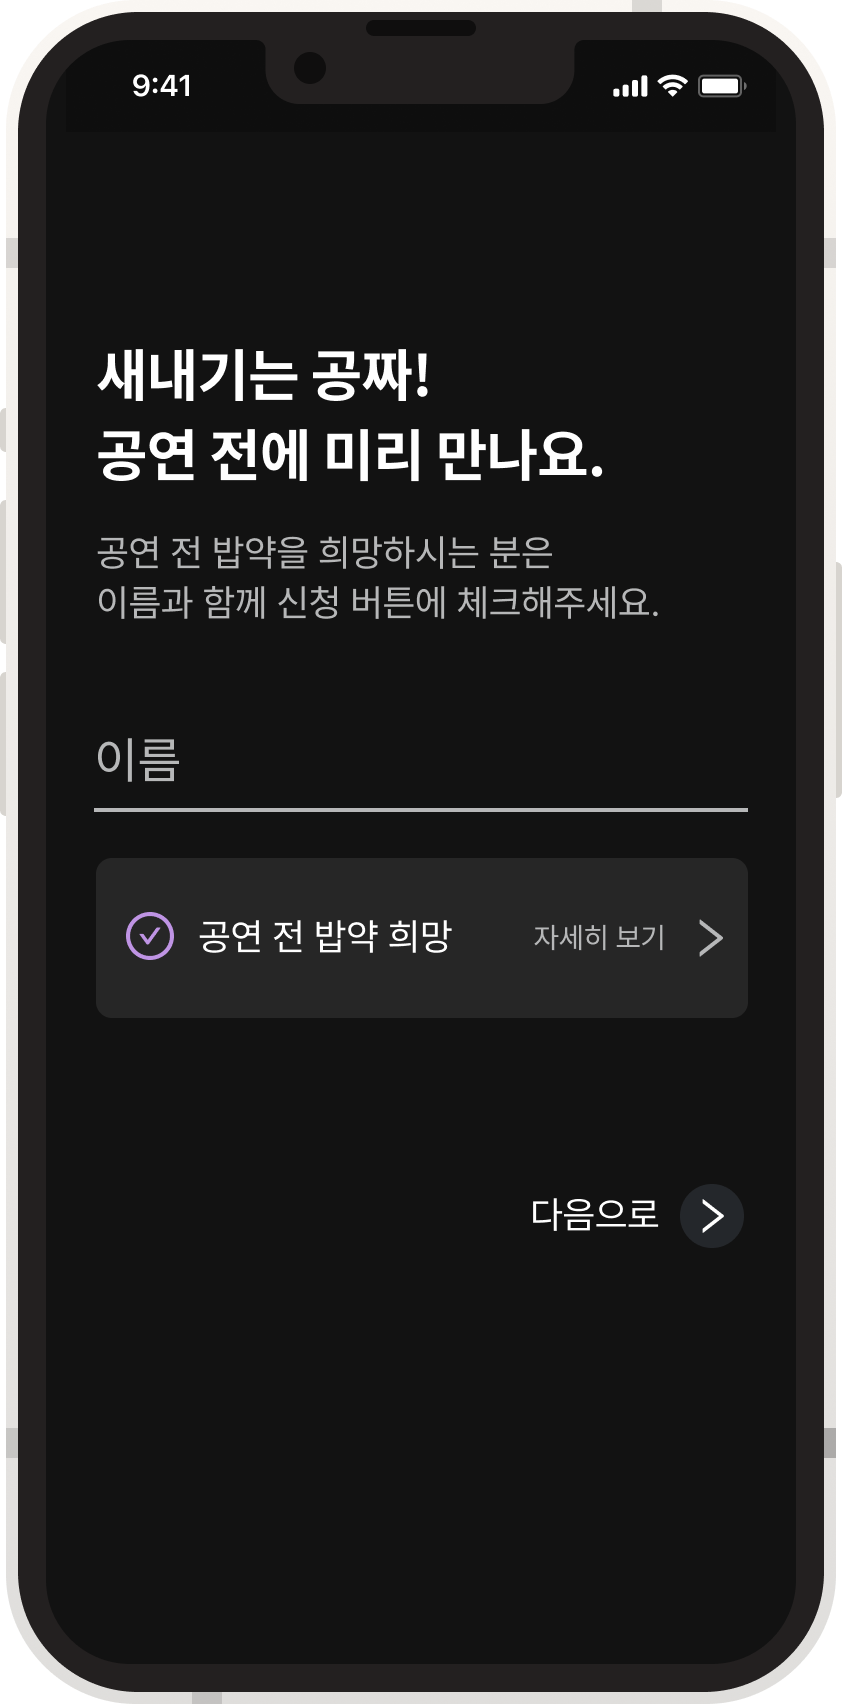 9:41
새내기는 공짜!
공연 전에 미리 만나요.
공연 전 밥약을 희망하시는 분은
이름과 함께 신청 버튼에 체크해주세요.
이름
공연 전 밥약 희망 자세히 보기
다음으로